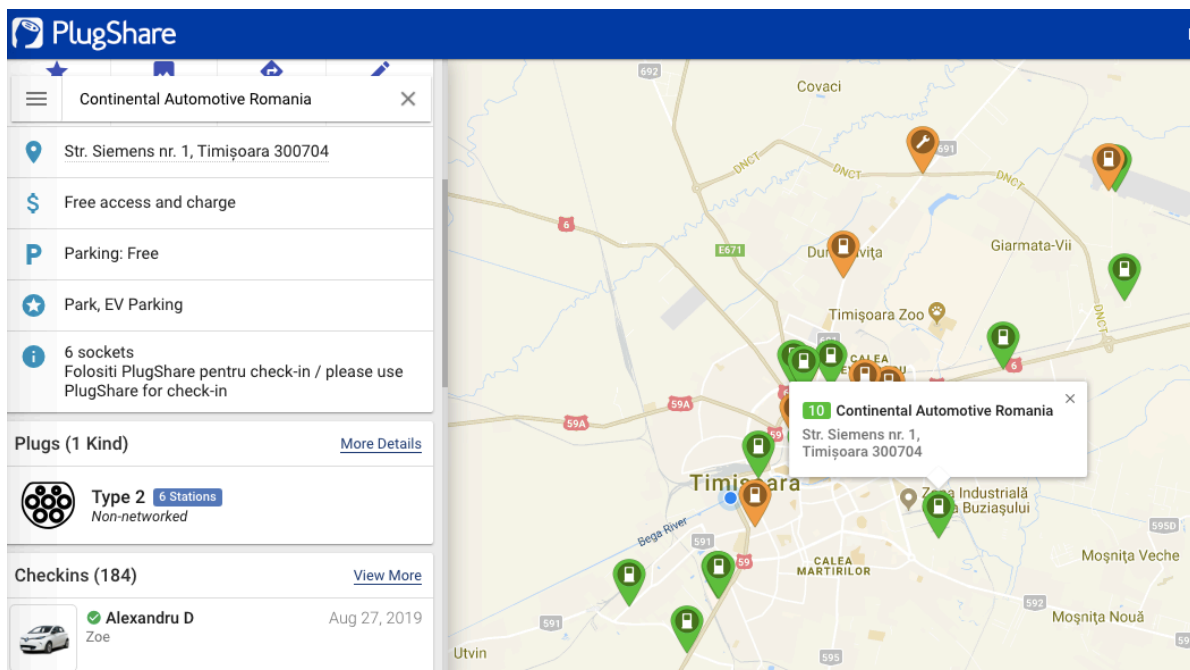 PlugShare
Continental Automotive Romania
Str. Siemens nr. 1, Timișoara 300704
Free access and charge
Parking: Free
Park, EV Parking
6 sockets
Folositi PlugShare pentru check-in / please use
PlugShare for check-in
Plugs (1 Kind)
More Details
Type 2
6 Stations
Non-networked
Checkins (184)
View More
Alexandru D
Aug 27, 2019
Zoe
692
Covaci
691
DNCT
DNCT
DNCT
6
E671
Giarmata-Vii
Timișoara Zoo
DNCT
CALEA
6
59A
59A
59
10 Continental Automotive Romania
Str. Siemens nr. 1,
Timișoara 300704
59
Industrială
Buziașului
Bega River
591
59
595D
CALEA
MARTIRILOR
Moșnița Veche
592
Moșnița Nouă
591
Utvin
595